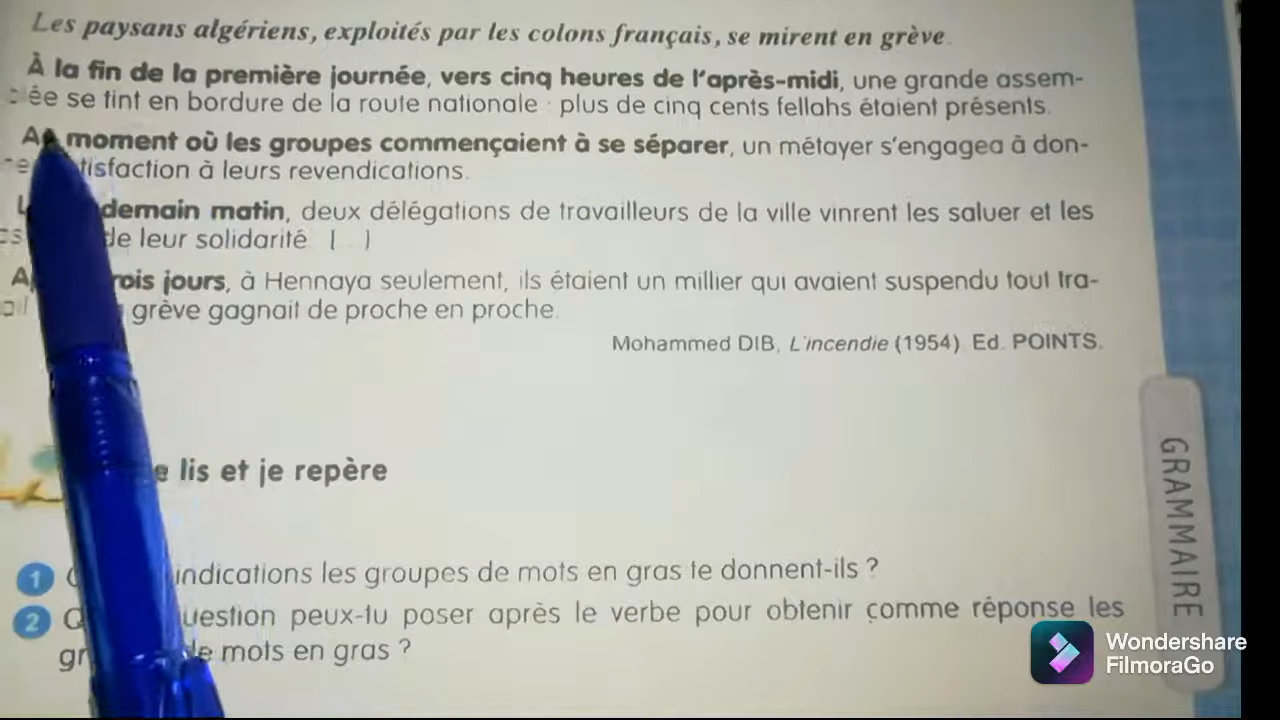 Les paysans algériens, exploités par les colons français, se mirent en grève.
À la fin de la première journée, vers cinq heures de l'après-midi, une grande assem-
ée se tint en bordure de la route nationale : plus de cinq cents fellahs étaient présents.
moment où les groupes commençaient à se séparer, un métayer s'engagea à don-
tisfaction à leurs revendications.
demain matin, deux délégations de travailleurs de la ville vinrent les saluer et les
de leur solidarité [...]
rois jours, à Hennaya seulement, ils étaient un millier qui avaient suspendu tout tra-
grève gagnait de proche en proche.
Mohammed DIB, L'incendie (1954) Ed. POINTS.
e lis et je repère
1 indications les groupes de mots en gras te donnent-ils ?
2 uestion peux-tu poser après le verbe pour obtenir comme réponse les
gr de mots en gras ?
GRAMMAIRE
Wondershare
FilmoraGo